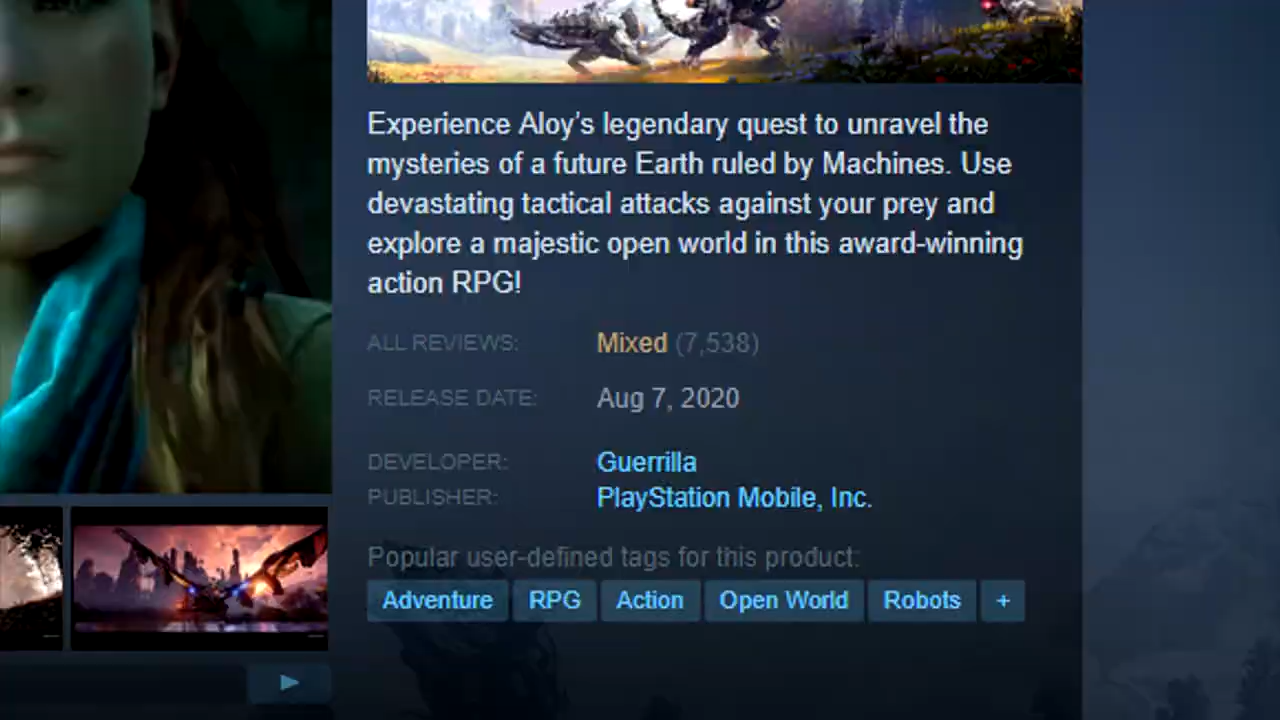 Experience Aloy's legendary quest to unravel the
mysteries of a future Earth ruled by Machines. Use
devastating tactical attacks against your prey and
explore a majestic open world in this award-winning
action RPG!
ALL REVIEWS: Mixed (7,538)
RELEASE DATE: Aug 7, 2020
DEVELOPER: Guerrilla
PUBLISHER: PlayStation Mobile, Inc.
Popular user-defined tags for this product:
Adventure RPG Action Open World Robots +